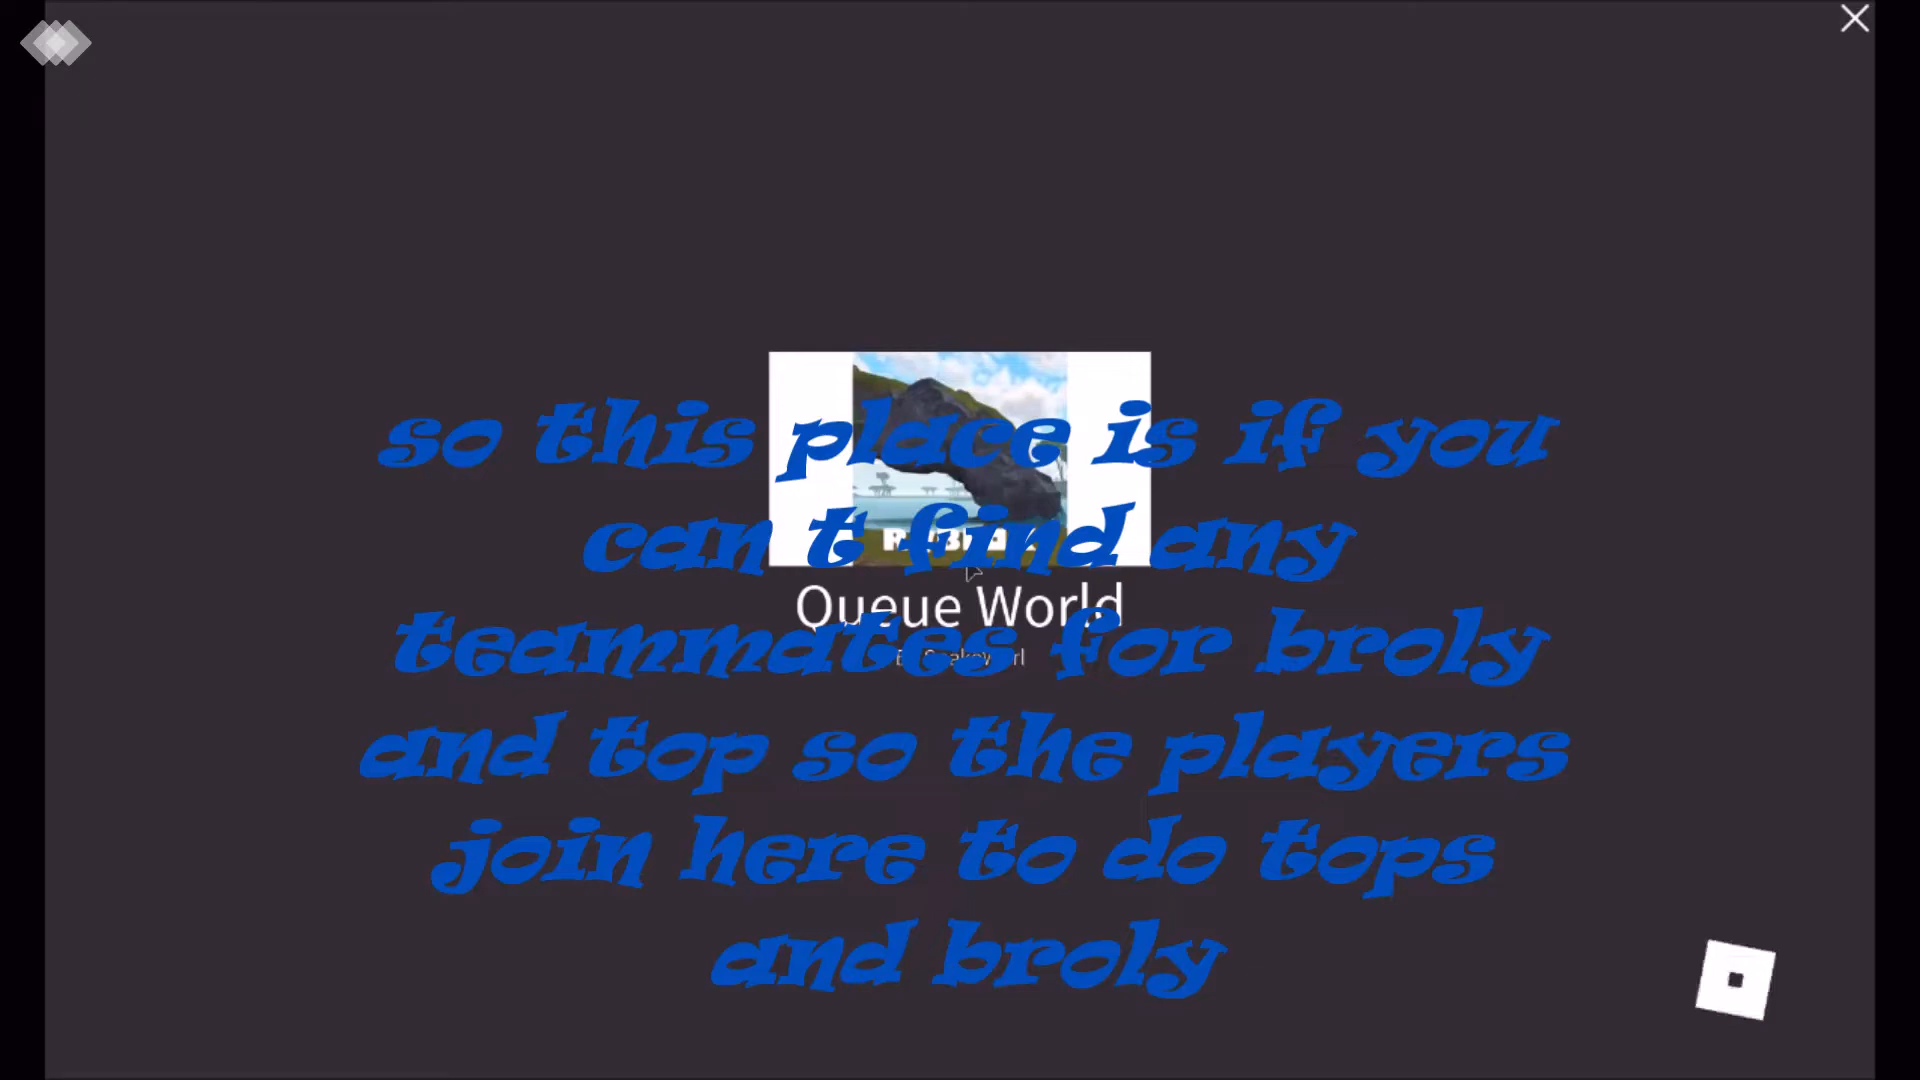 so this place is if you
can t find any
teammates for broly
and top so the players
join here to do tops
and broly
Queue World